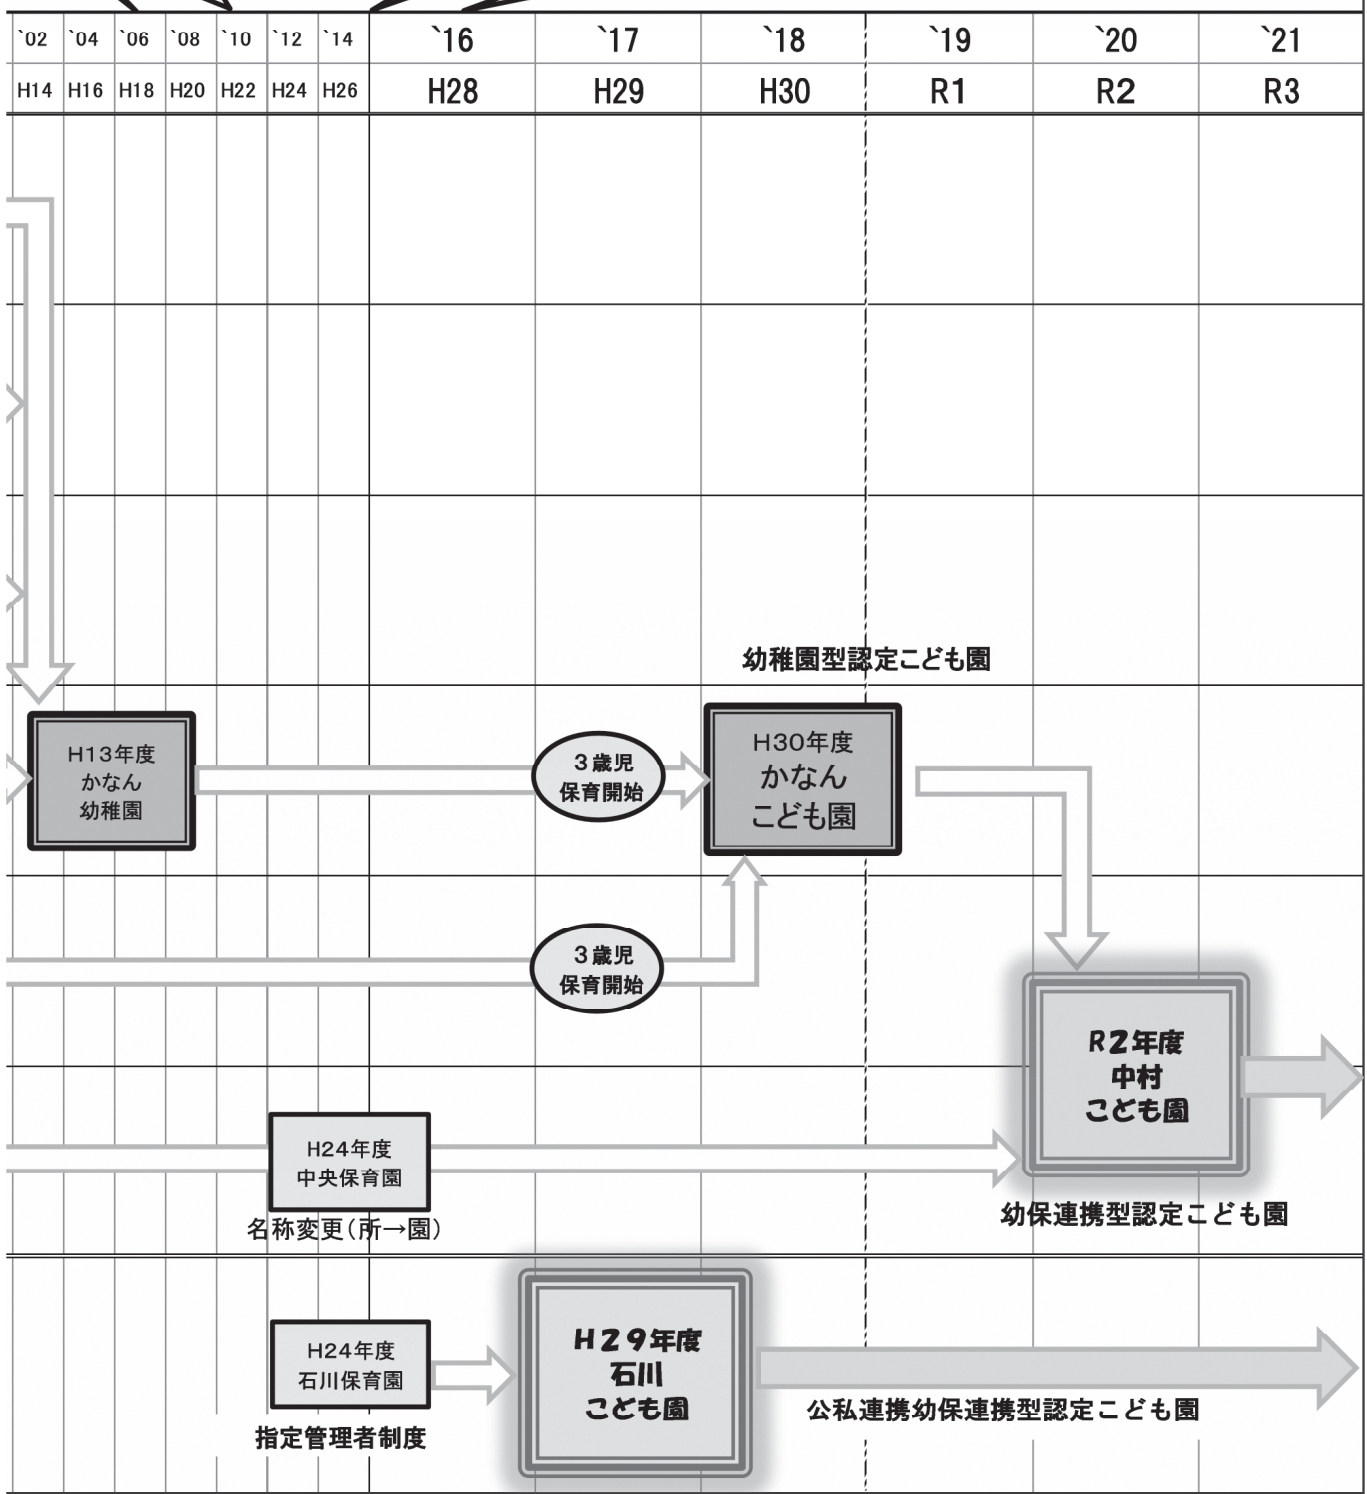 `02 `04 `06 `08 `10 `12 `14 `16 `17 `18 `19 `20 `21
H14 H16 H18 H20 H22 H24 H26 H28 H29 H30 R1 R2 R3
幼稚園型認定こども園
H13年度
かなん
幼稚園
３歳児
保育開始
H30年度
かなん
こども園
３歳児
保育開始
R2年度
中村
こども園
幼保連携型認定こども園
H24年度
中央保育園
名称変更（所→園）
H24年度
石川保育園
指定管理者制度
H29年度
石川
こども園
公私連携幼保連携型認定こども園